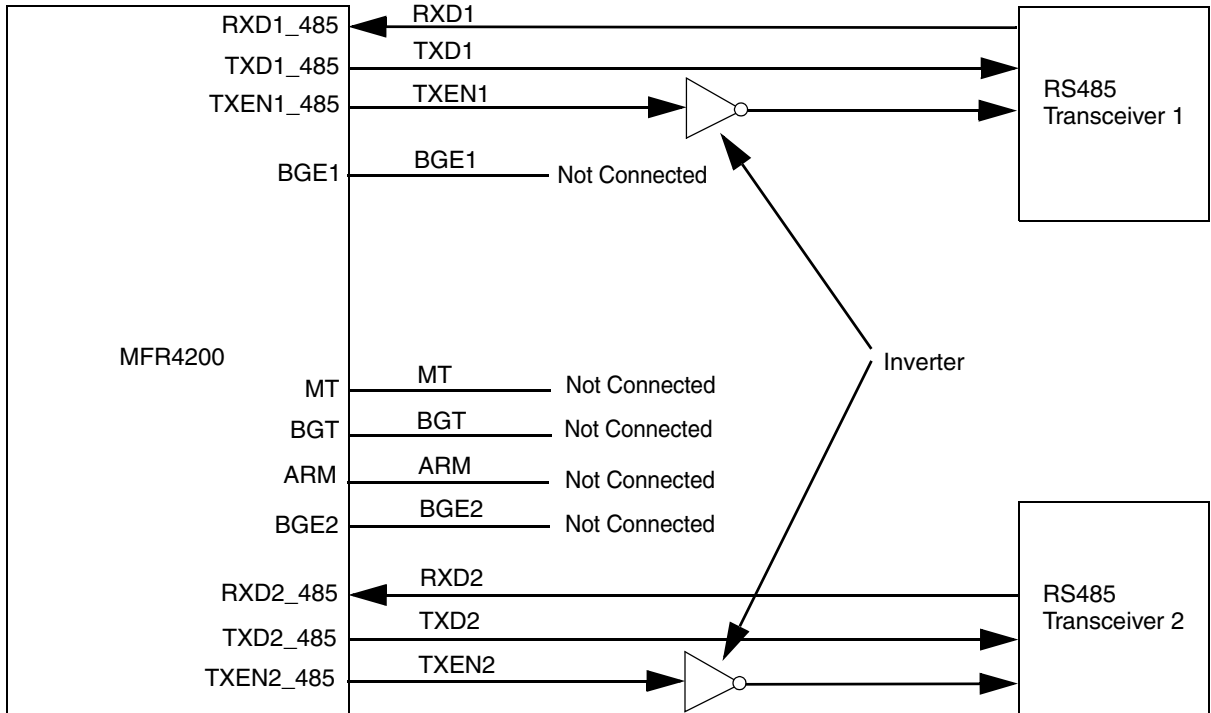 RXD1_485 RXD1
TXD1_485 TXD1
TXEN1_485 TXEN1
RS485
Transceiver 1
BGE1 BGE1 Not Connected
MFR4200
Inverter
MT MT Not Connected
BGT BGT Not Connected
ARM ARM Not Connected
BGE2 BGE2 Not Connected
RXD2_485 RXD2
TXD2_485 TXD2
TXEN2_485 TXEN2
RS485
Transceiver 2